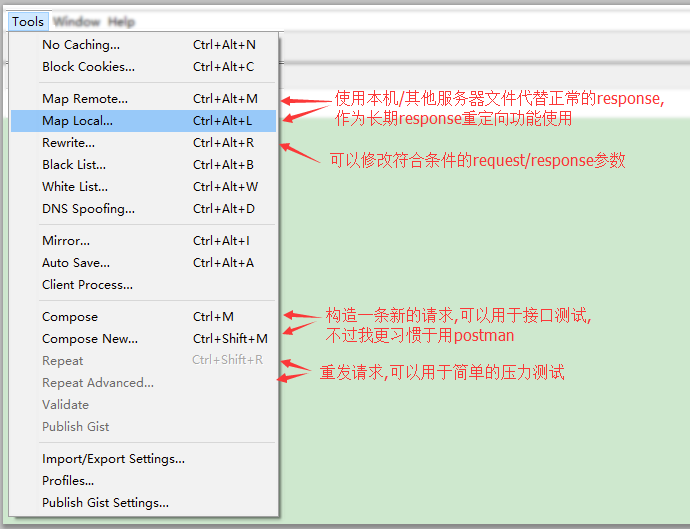 Tools Window Help
No Caching... Ctrl+Alt+N
Block Cookies... Ctrl+Alt+C
Map Remote... Ctrl+Alt+M
使用本机/其他服务器文件代替正常的response,
Map Local... Ctrl+Alt+L
作为长期response重定向功能使用
Rewrite... Ctrl+Alt+R
可以修改符合条件的request/response参数
Black List... Ctrl+Alt+B
White List... Ctrl+Alt+W
DNS Spoofing... Ctrl+Alt+D
Mirror... Ctrl+Alt+I
Auto Save... Ctrl+Alt+A
Client Process...
Compose Ctrl+M
构造一条新的请求,可以用于接口测试,
Compose New... Ctrl+Shift+M
不过我更习惯于用postman
Repeat Ctrl+Shift+R
重发请求,可以用于简单的压力测试
Repeat Advanced...
Validate
Publish Gist
Import/Export Settings...
Profiles...
Publish Gist Settings...